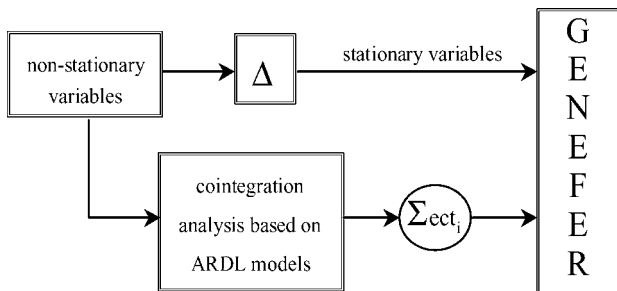 non-stationary
variables
Δ
stationary variables
cointegration
analysis based on
ARDL models
Σect_i
G
E
N
E
F
E
R